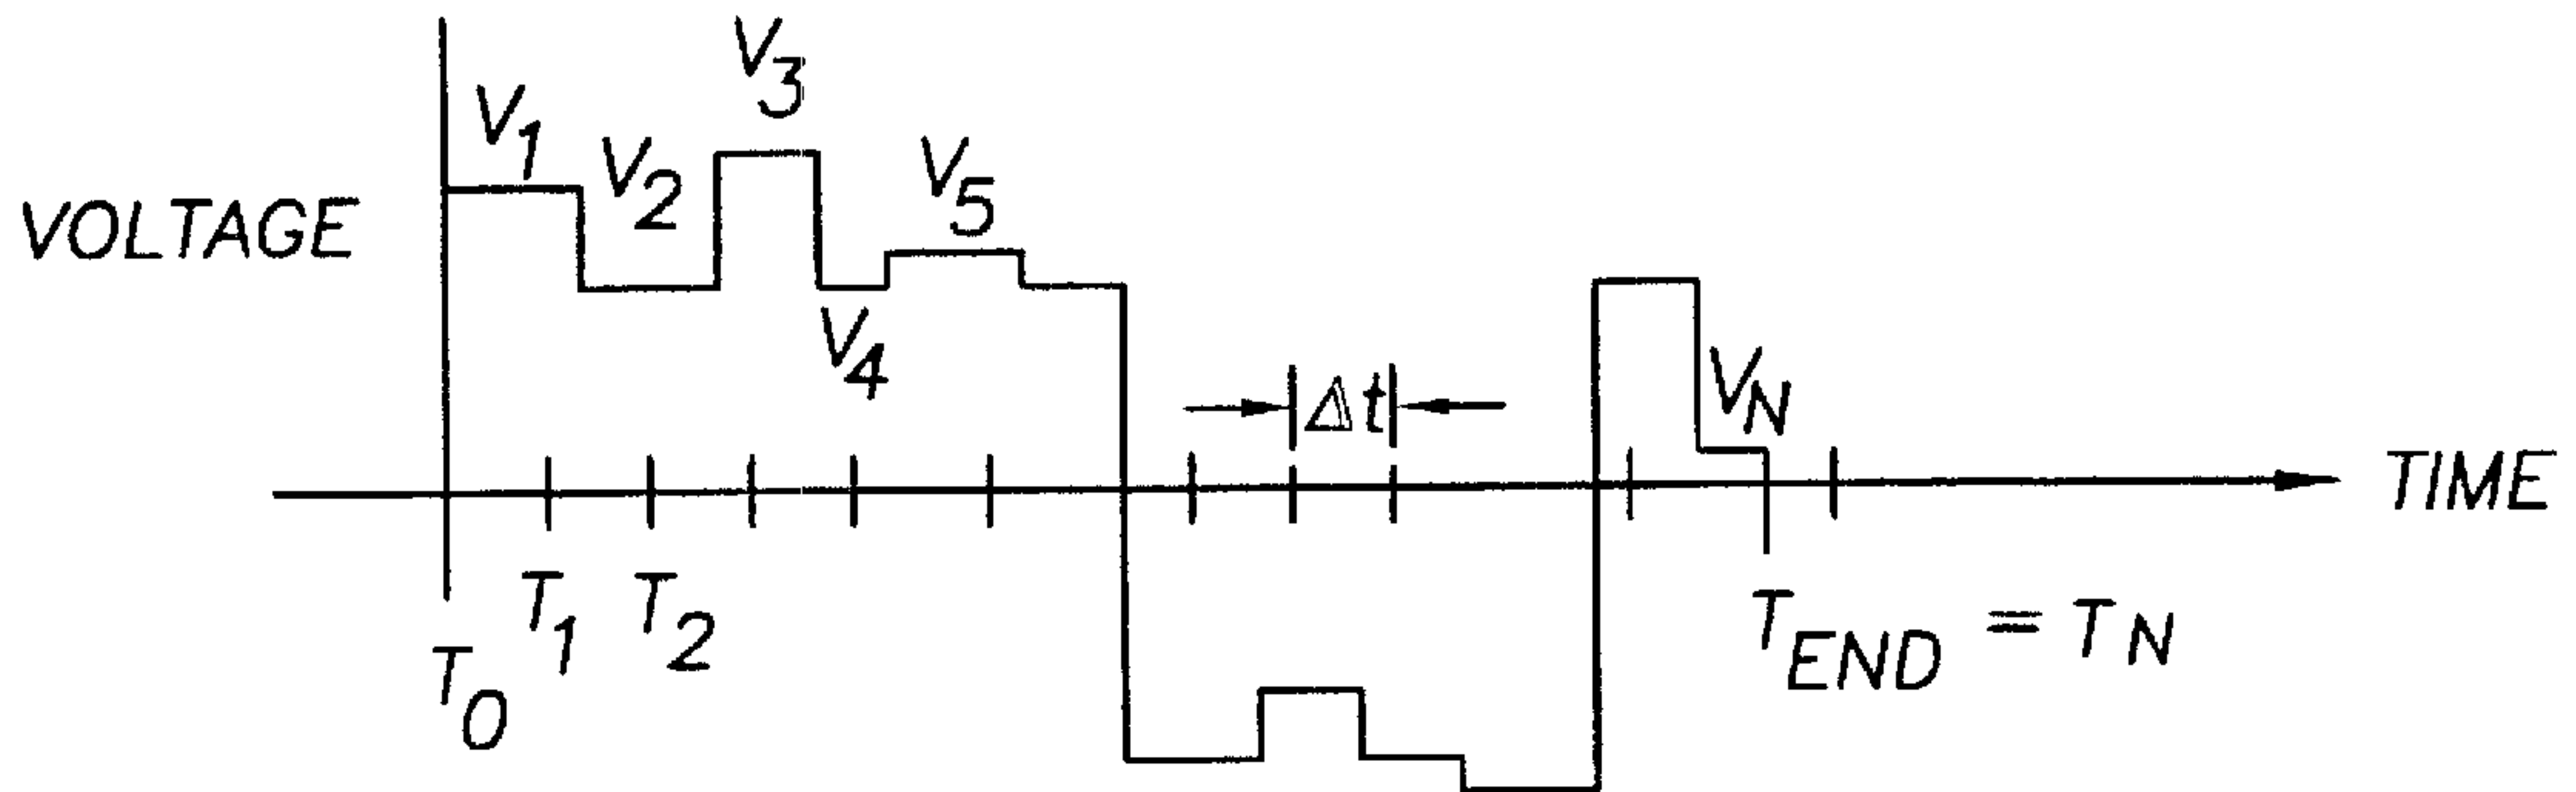 V3
V1
V2
V5
VOLTAGE
V4
Δt
VN
TIME
T1
T2
TEND = TN
T0